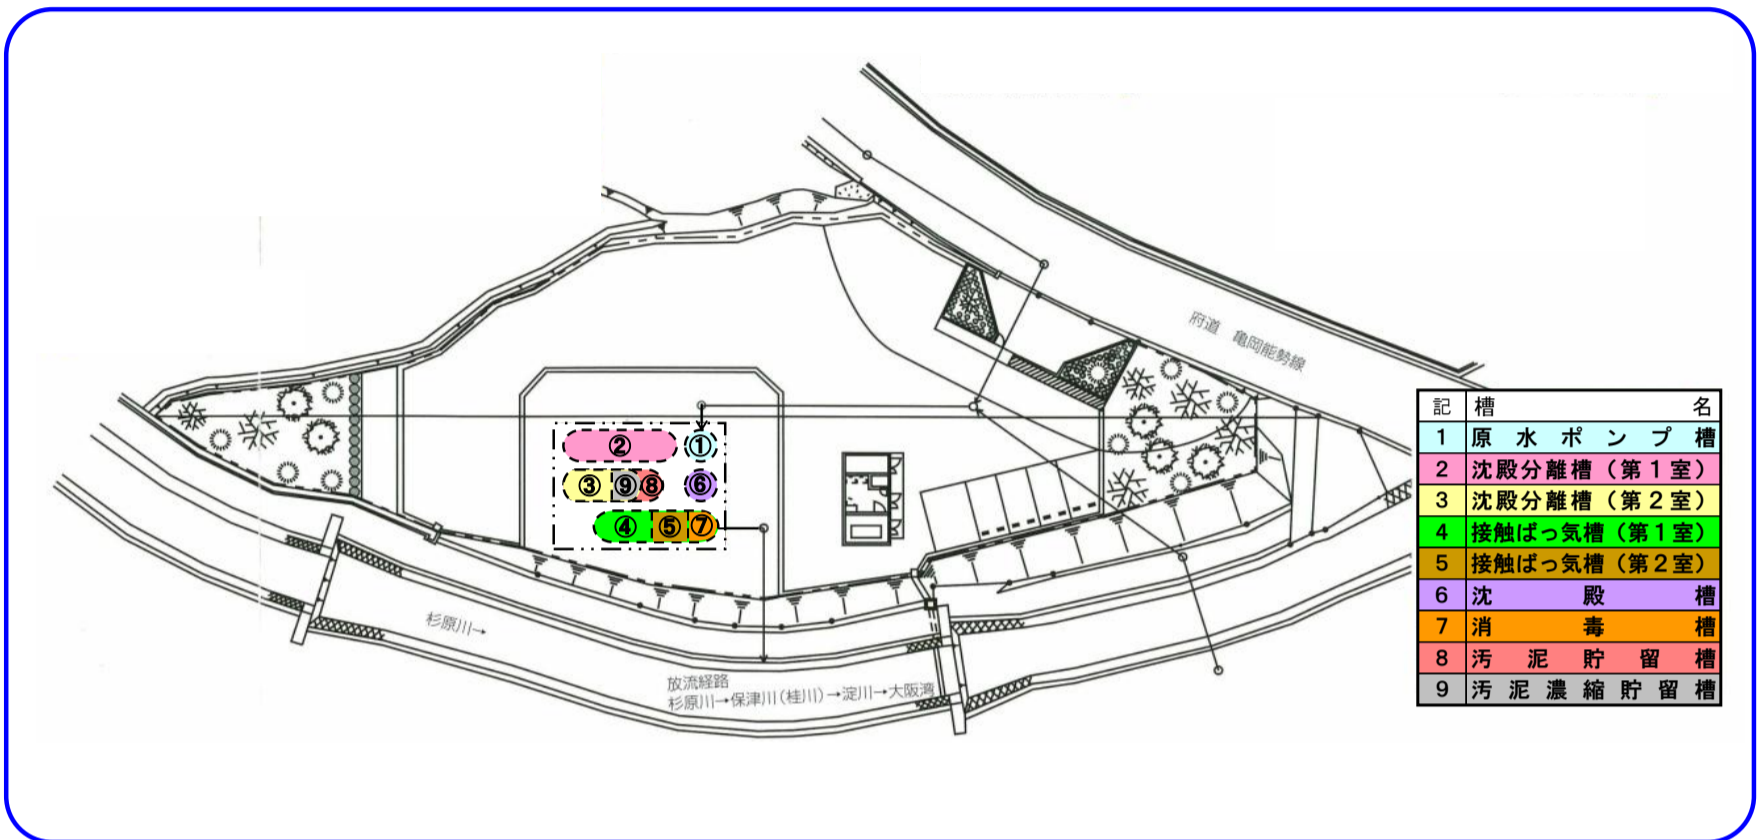 府道 亀岡能勢線
②
①
③
⑨
⑧
⑥
④
⑤
⑦
杉原川→
放流経路
杉原川→保津川(桂川)→淀川→大阪湾
記 槽名
1 原水ポンプ槽
2 沈殿分離槽(第1室)
3 沈殿分離槽(第2室)
4 接触ばっ気槽(第1室)
5 接触ばっ気槽(第2室)
6 沈殿槽
7 消毒槽
8 汚泥貯留槽
9 汚泥濃縮貯留槽